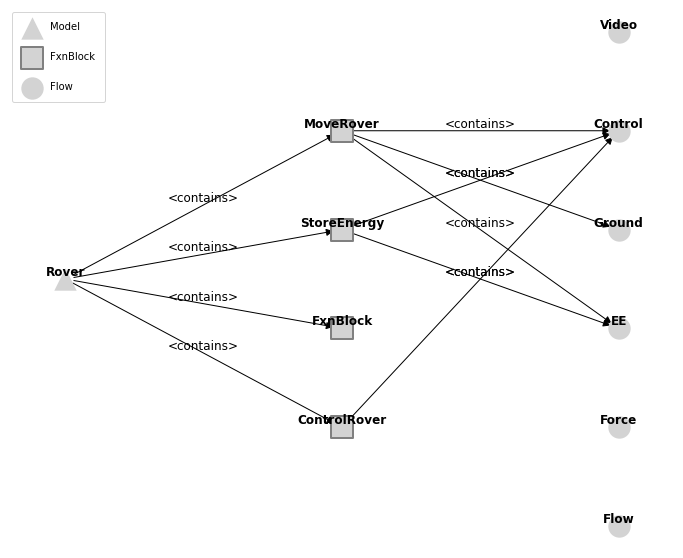 Model
FxnBlock
Flow
Video
MoveRover
<contains>
Control
<contains>
<contains>
StoreEnergy
<contains>
Ground
<contains>
Rover
<contains>
<contains>
<contains>
FxnBlock
EE
<contains>
ControlRover
Force
Flow